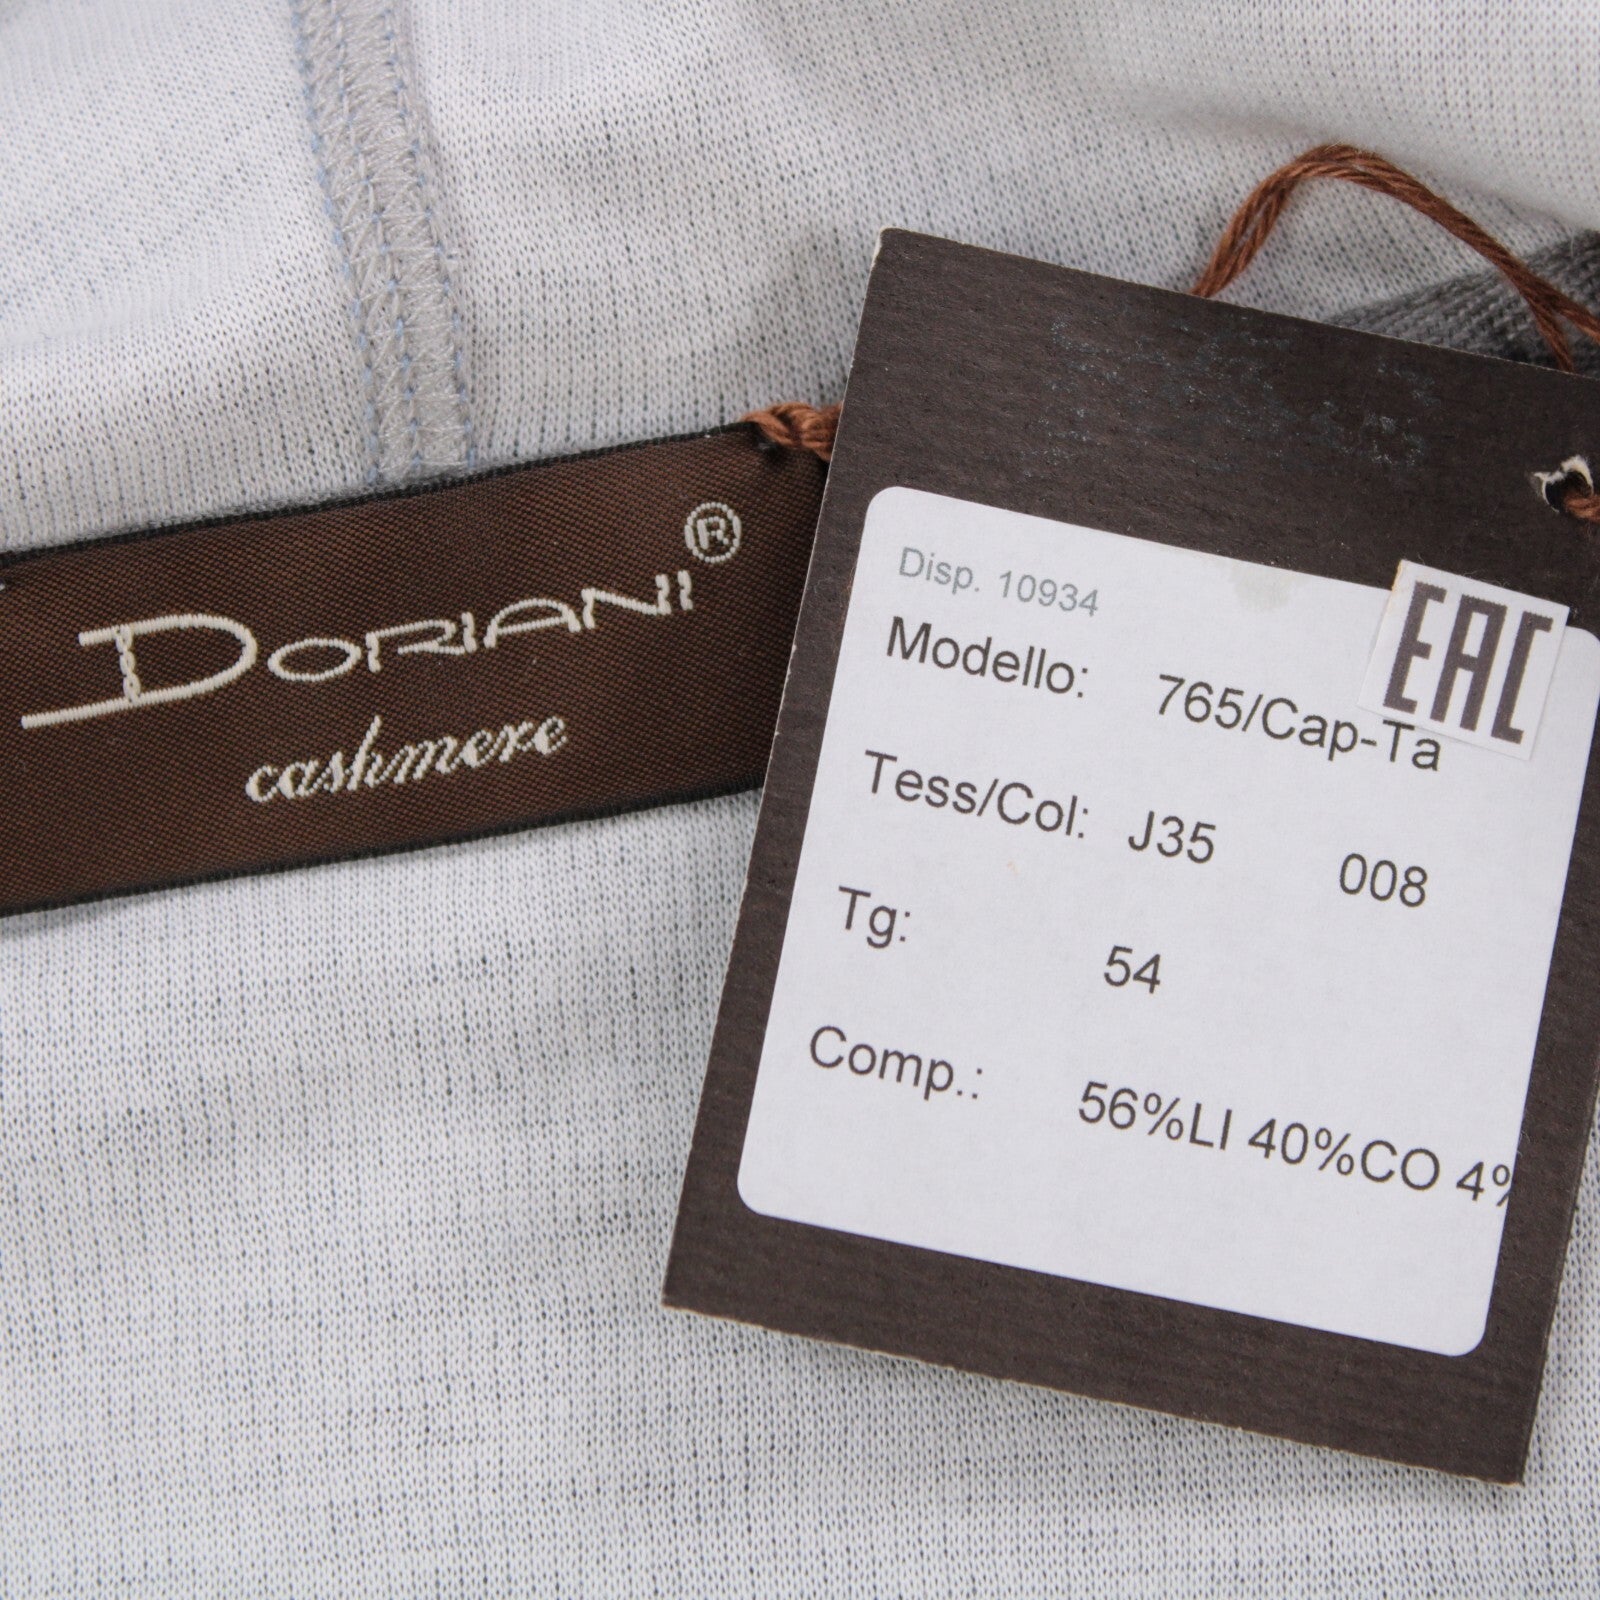 DORIANI ®
cashmere
Disp. 10934
EAC
Modello: 765/Cap-Ta
Tess/Col: J35 008
Tg: 54
Comp.: 56%LI 40%CO 4%